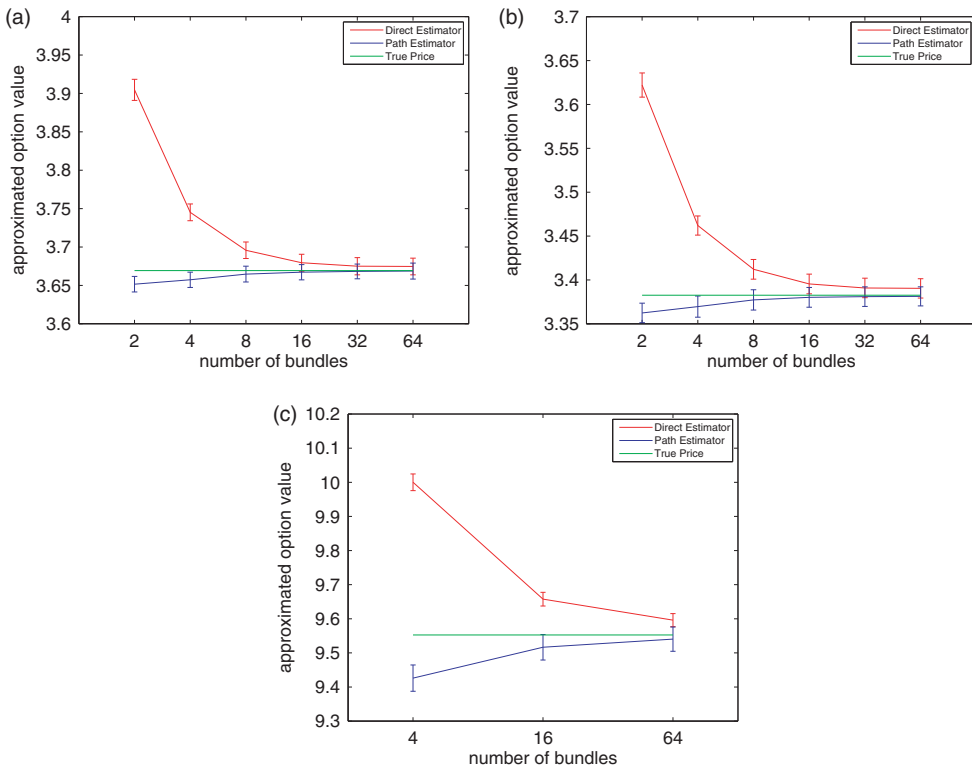 (a)
4
3.95
3.9
3.85
3.8
3.75
3.7
3.65
3.6
approximated option value
Direct Estimator
Path Estimator
True Price
2 4 8 16 32 64
number of bundles
(b)
3.7
3.65
3.6
3.55
3.5
3.45
3.4
3.35
approximated option value
Direct Estimator
Path Estimator
True Price
2 4 8 16 32 64
number of bundles
(c)
10.2
10.1
10
9.9
9.8
9.7
9.6
9.5
9.4
9.3
approximated option value
Direct Estimator
Path Estimator
True Price
4 16 64
number of bundles